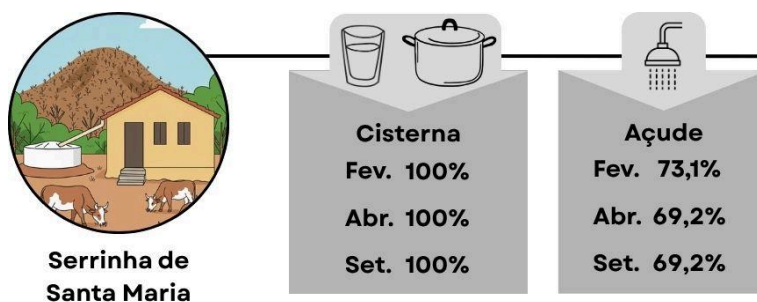 Serrinha de
Santa Maria
Cisterna
Fev. 100%
Abr. 100%
Set. 100%
Açude
Fev. 73,1%
Abr. 69,2%
Set. 69,2%